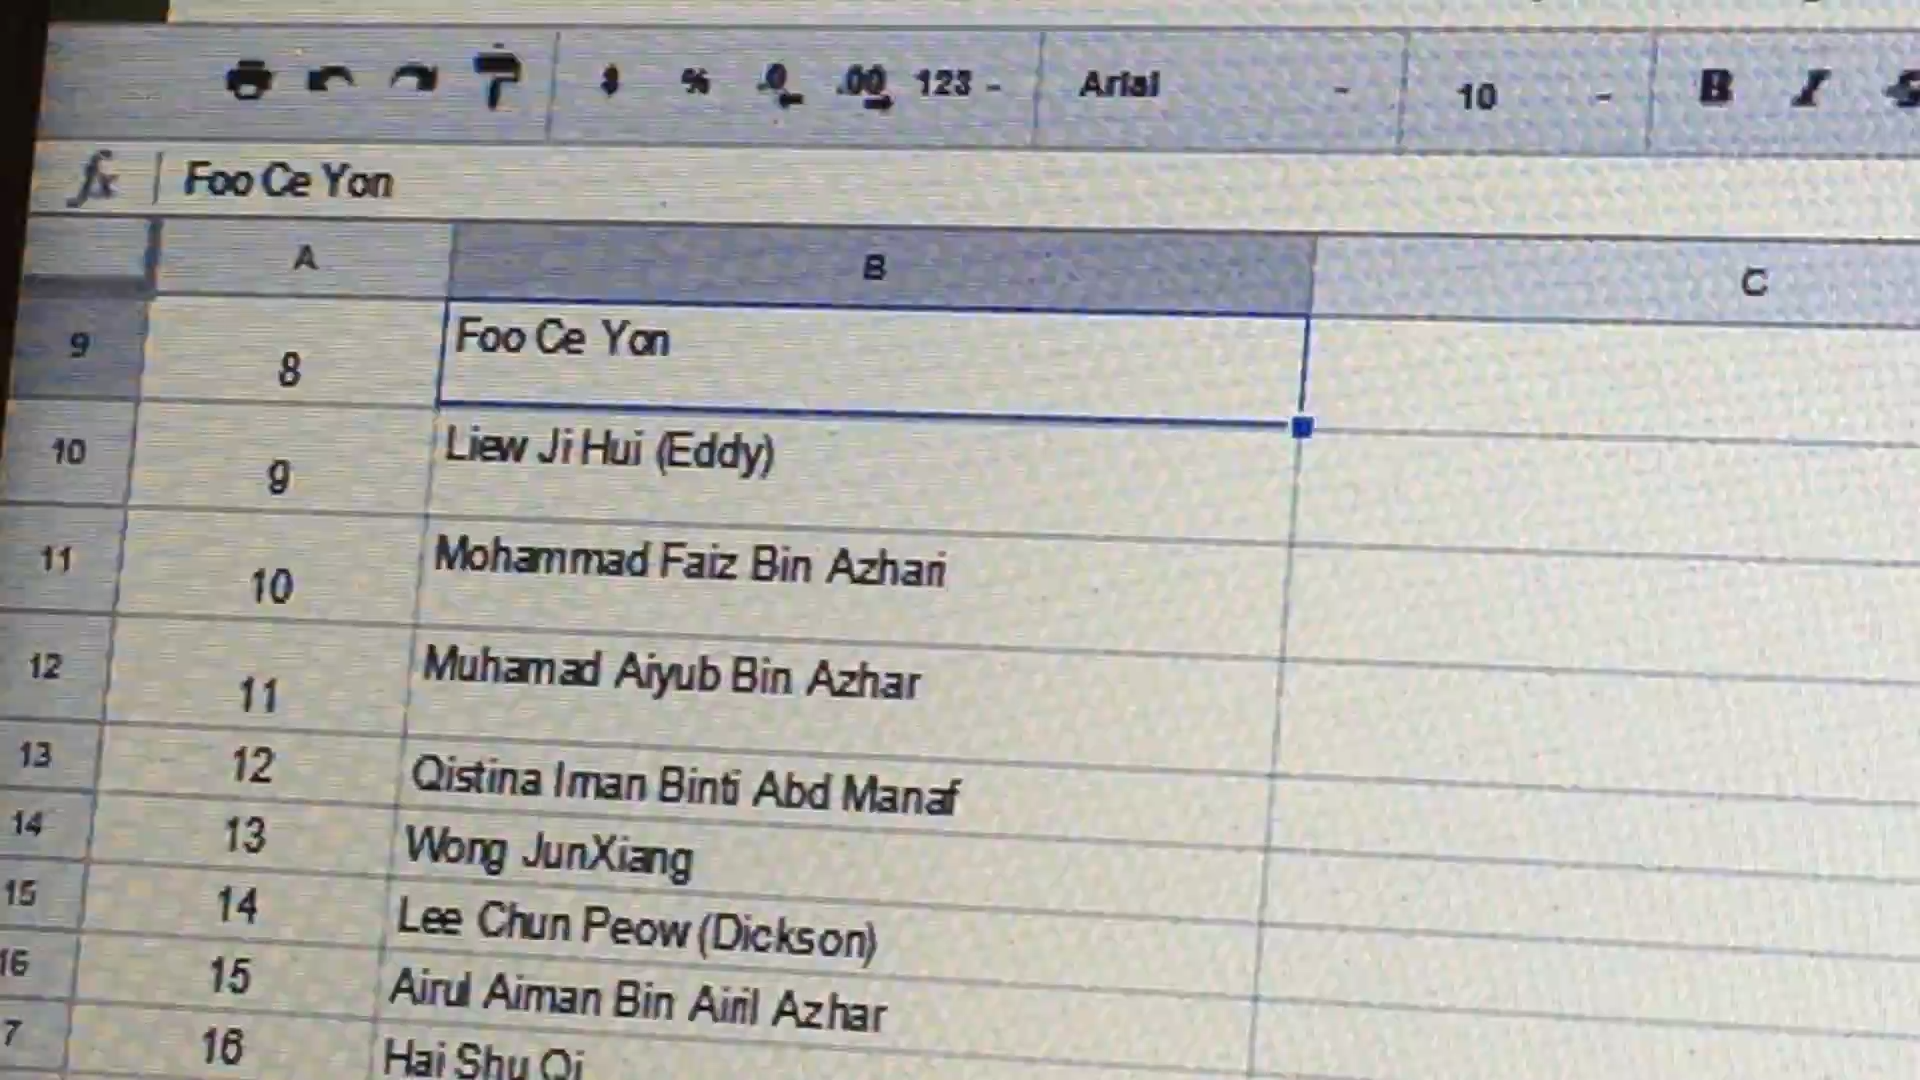 $ % .0 .00 123 - Arial - 10 - B I S
fx Foo Ce Yon
A B C
9 8 Foo Ce Yon
10 9 Liew Ji Hui (Eddy)
11 10 Mohammad Faiz Bin Azhari
12 11 Muhamad Aiyub Bin Azhar
13 12 Qistina Iman Binti Abd Manaf
14 13 Wong JunXiang
15 14 Lee Chun Peow (Dickson)
16 15 Airul Aiman Bin Airil Azhar
7 16 Hai Shu Qi